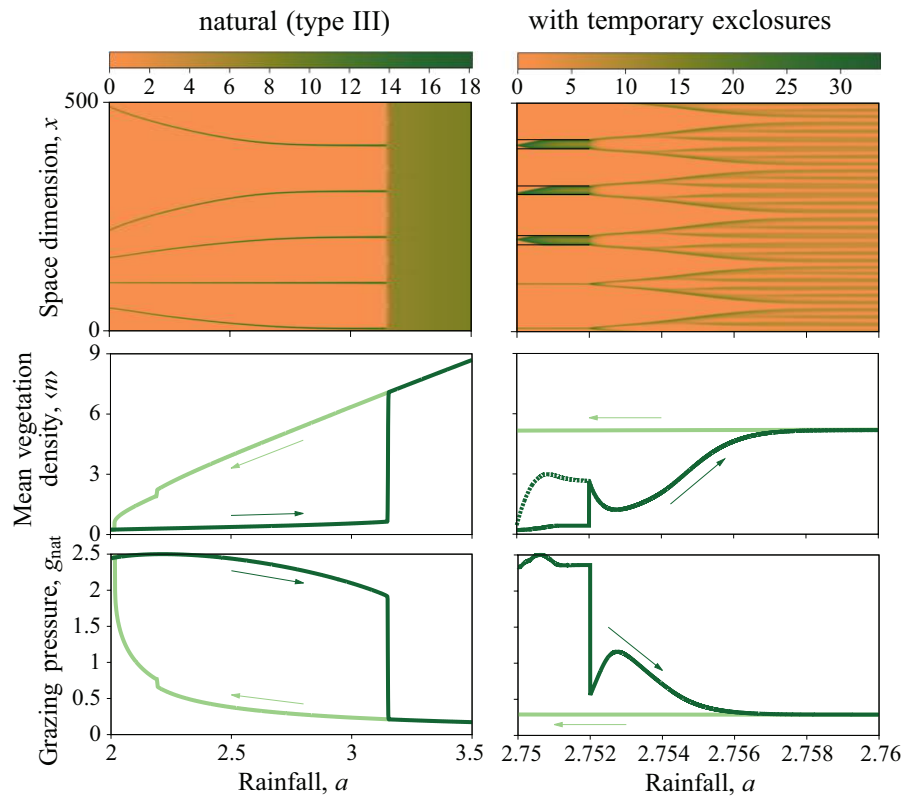 natural (type III)
with temporary exclosures
0 2 4 6 8 10 12 14 16 18
0 5 10 15 20 25 30
500
0
Space dimension, x
9
6
3
0
Mean vegetation
density, ⟨n⟩
2.5
2
1.5
1
0.5
0
Grazing pressure, gnat
2 2.5 3 3.5
2.75 2.752 2.754 2.756 2.758 2.76
Rainfall, a
Rainfall, a